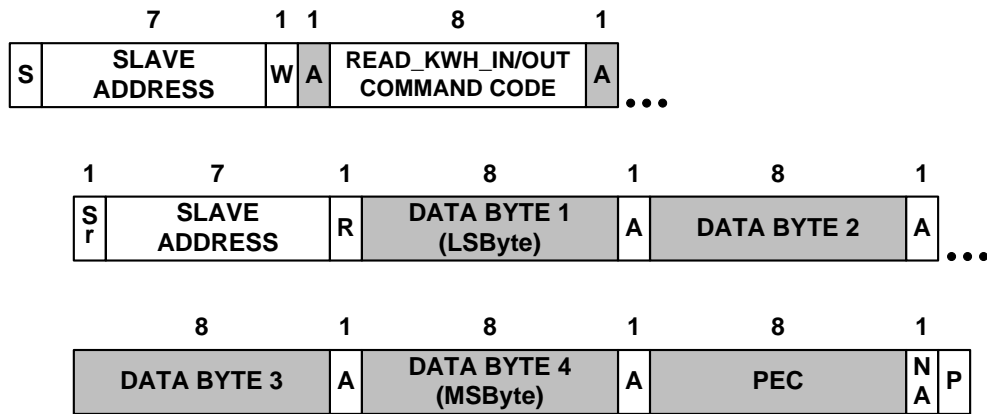 7 1 1 8 1
S SLAVE ADDRESS W A READ_KWH_IN/OUT COMMAND CODE A •••
1 7 1 8 1 8 1
Sr SLAVE ADDRESS R DATA BYTE 1 (LSByte) A DATA BYTE 2 A •••
8 1 8 1 8 1
DATA BYTE 3 A DATA BYTE 4 (MSByte) A PEC NA P